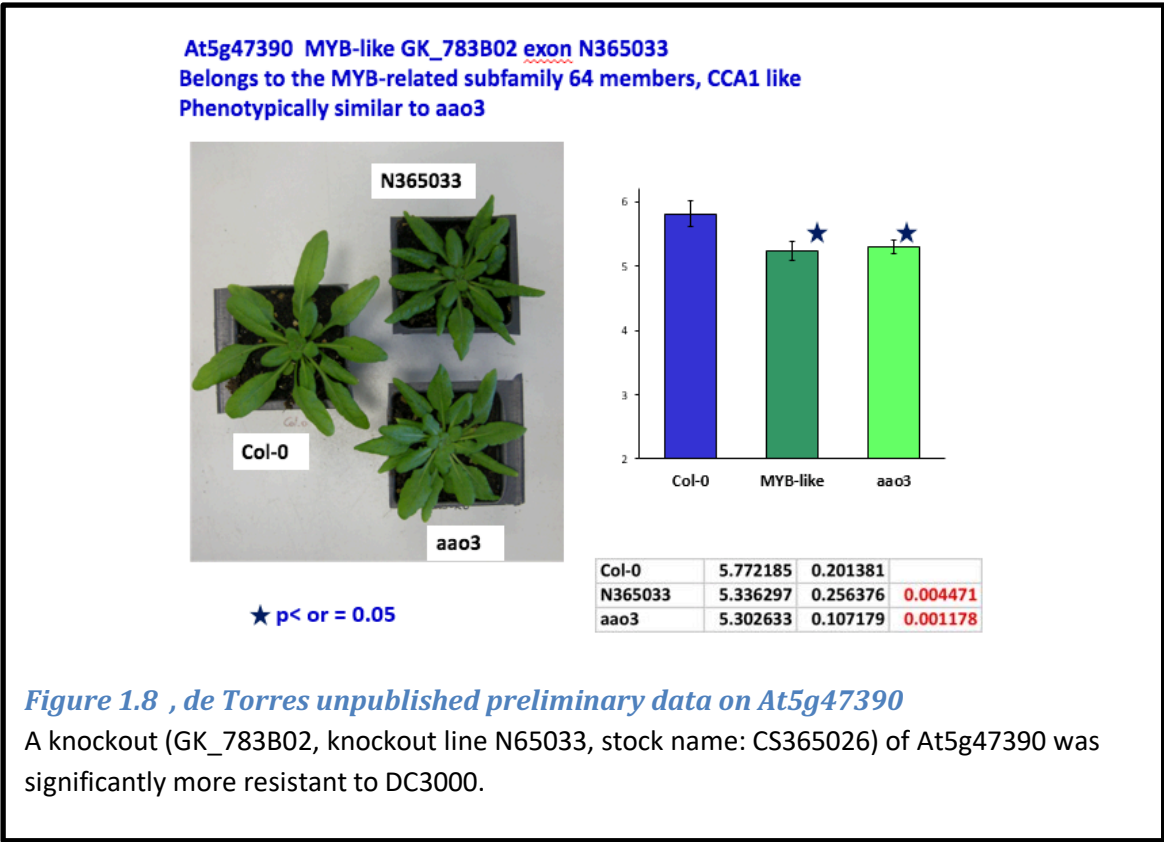 At5g47390 MYB-like GK_783B02 exon N365033
Belongs to the MYB-related subfamily 64 members, CCA1 like
Phenotypically similar to aao3
N365033
Col-0
aao3
★ p< or = 0.05
6
5
4
3
2
Col-0 MYB-like aao3
Col-0 5.772185 0.201381
N365033 5.336297 0.256376 0.004471
aao3 5.302633 0.107179 0.001178
Figure 1.8 , de Torres unpublished preliminary data on At5g47390
A knockout (GK_783B02, knockout line N65033, stock name: CS365026) of At5g47390 was
significantly more resistant to DC3000.